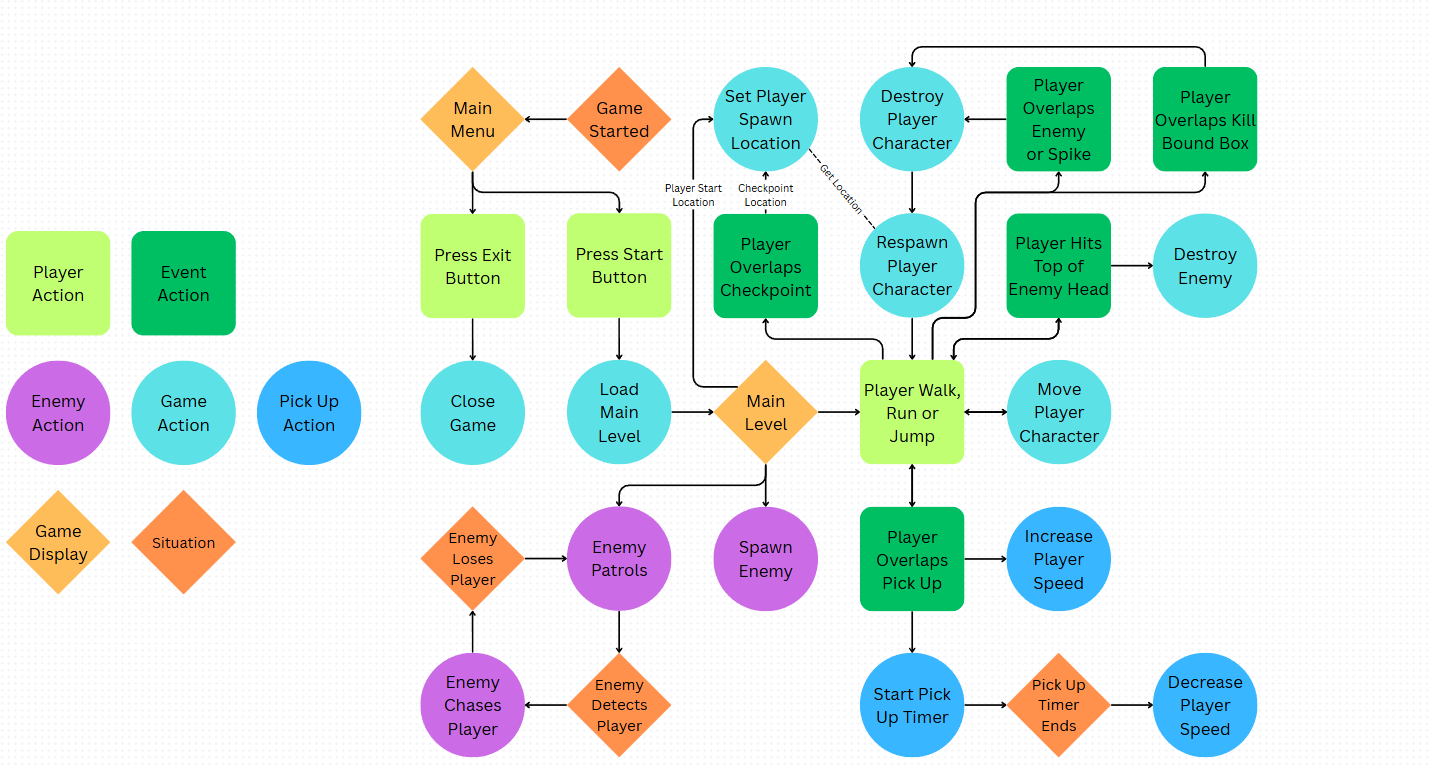 Main
Menu
Game
Started
Set Player
Spawn
Location
Destroy
Player
Character
Player
Overlaps
Enemy
or Spike
Player
Overlaps Kill
Bound Box
Get Location
Player Start
Location
Checkpoint
Location
Player
Action
Event
Action
Press Exit
Button
Press Start
Button
Player
Overlaps
Checkpoint
Respawn
Player
Character
Player Hits
Top of
Enemy Head
Destroy
Enemy
Enemy
Action
Game
Action
Pick Up
Action
Close
Game
Load
Main
Level
Main
Level
Player Walk,
Run or
Jump
Move
Player
Character
Game
Display
Situation
Enemy
Loses
Player
Enemy
Patrols
Spawn
Enemy
Player
Overlaps
Pick Up
Increase
Player
Speed
Enemy
Chases
Player
Enemy
Detects
Player
Start Pick
Up Timer
Pick Up
Timer
Ends
Decrease
Player
Speed